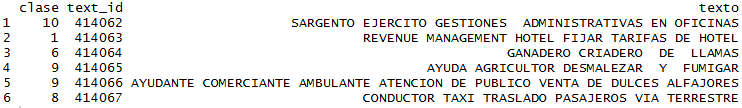 clase text_id texto
1 10 414062 SARGENTO EJERCITO GESTIONES ADMINISTRATIVAS EN OFICINAS
2 1 414063 REVENUE MANAGEMENT HOTEL FIJAR TARIFAS DE HOTEL
3 6 414064 GANADERO CRIADERO DE LLAMAS
4 9 414065 AYUDA AGRICULTOR DESMALEZAR Y FUMIGAR
5 9 414066 AYUDANTE COMERCIANTE AMBULANTE ATENCION DE PUBLICO VENTA DE DULCES ALFAJORES
6 8 414067 CONDUCTOR TAXI TRASLADO PASAJEROS VIA TERRESTRE